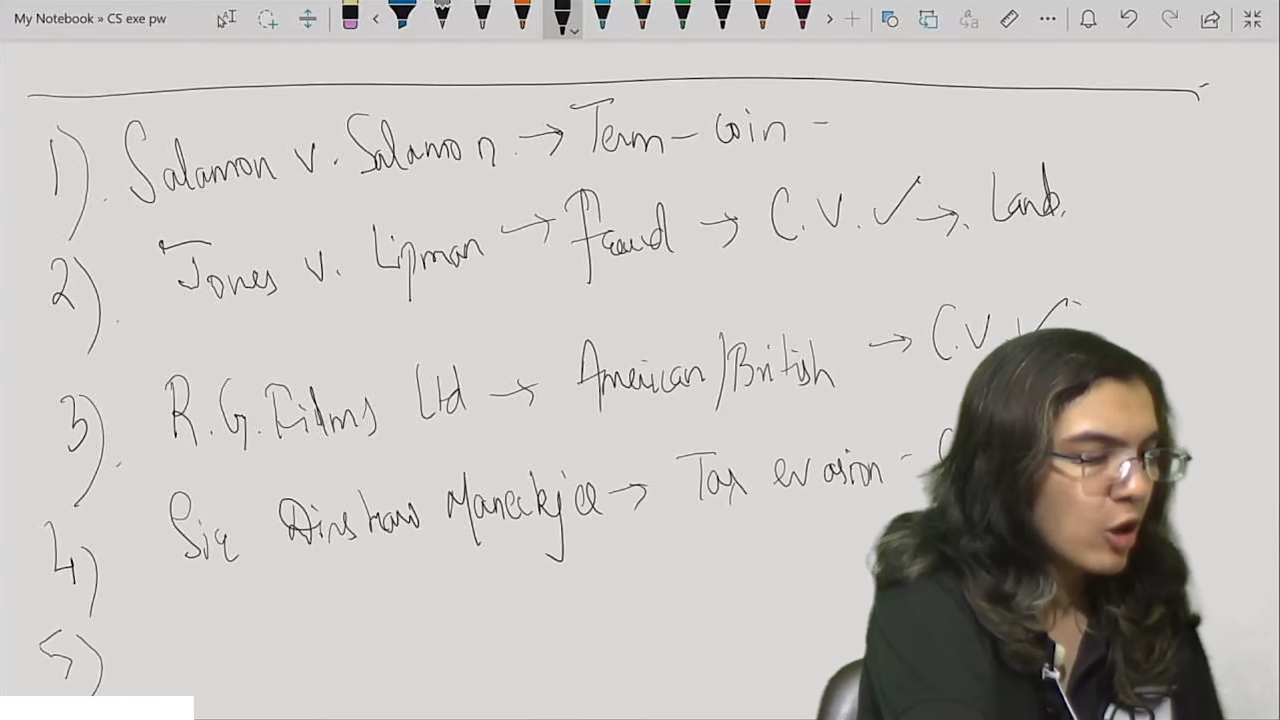 My Notebook » CS exe pw
1). Salamon v. Salamon. → Term - Coin -
2). Jones v. Lipman → fraud → C.V. ✓ →. Land.
3). R.G. Films Ltd → American/British → C.V. ✓
4) Sir Dinshaw Maneckjee → Tax evasion -
5)